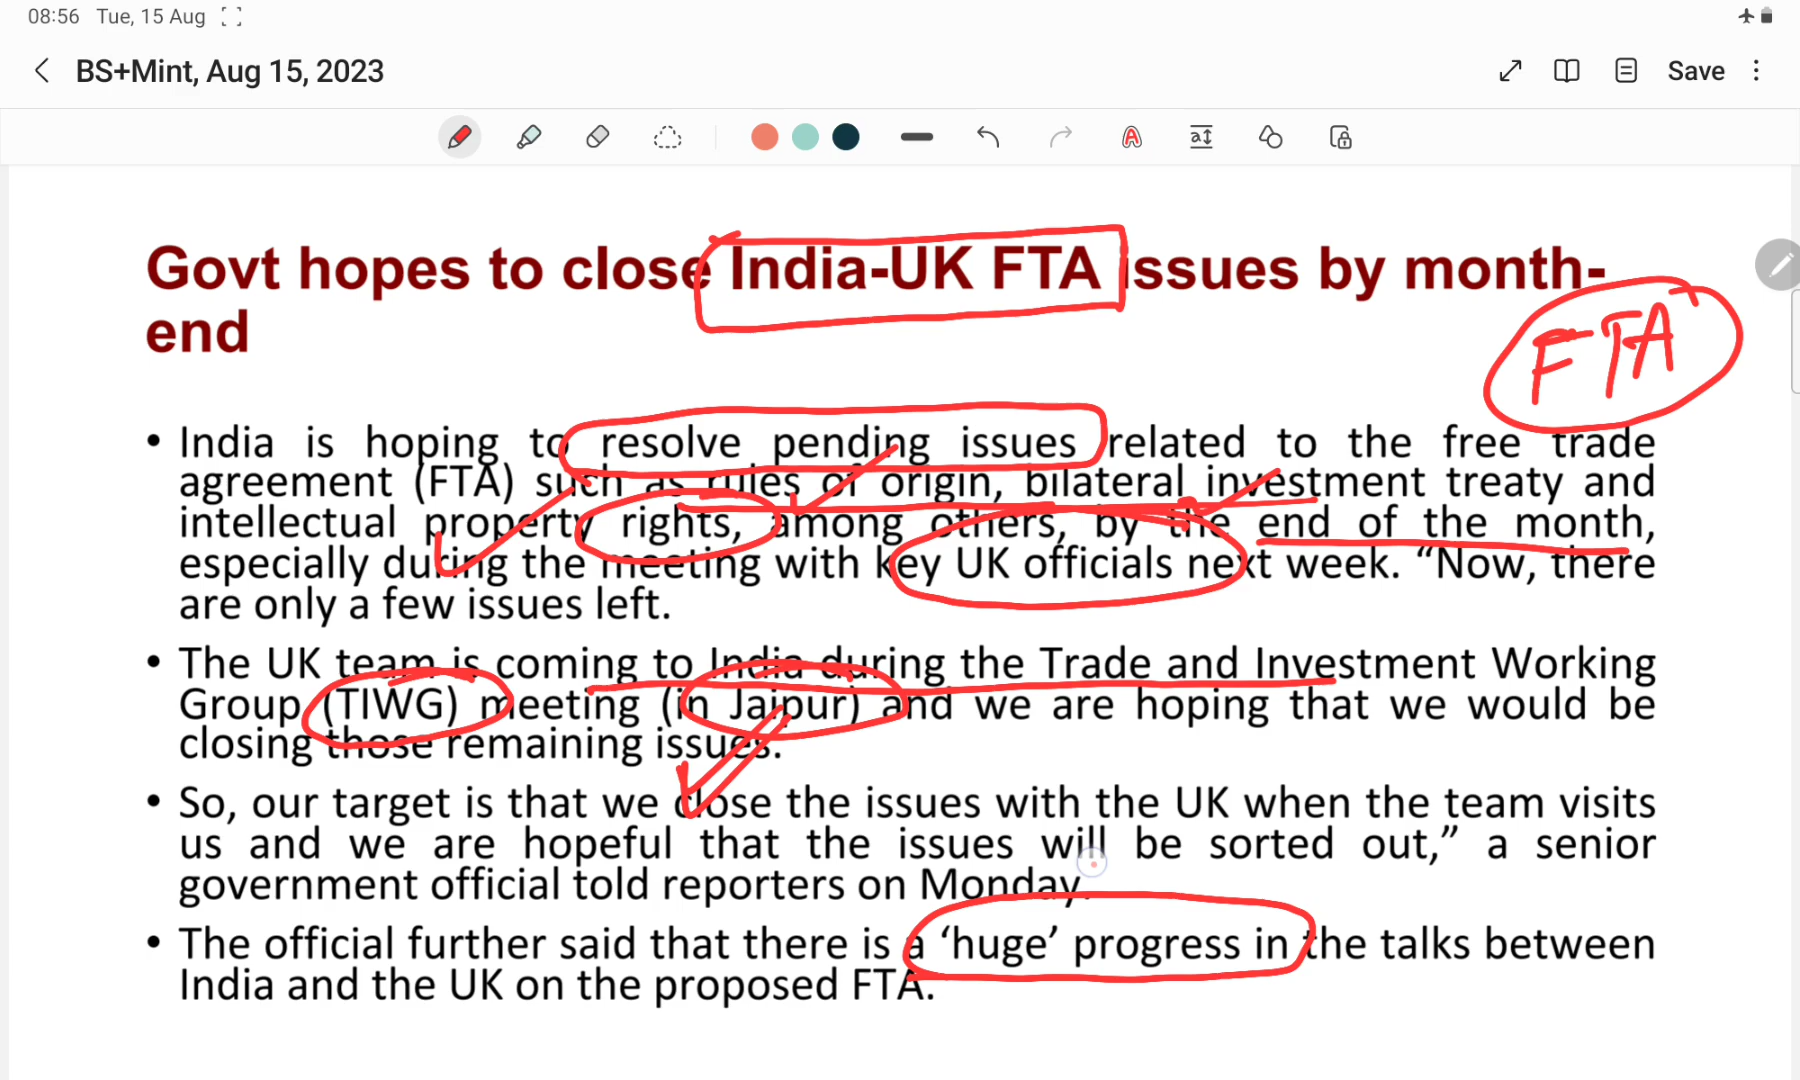 08:56 Tue, 15 Aug
BS+Mint, Aug 15, 2023
Save
A
a
Govt hopes to close India-UK FTA issues by month-
end
FTA
• India is hoping to resolve pending issues related to the free trade
agreement (FTA) such as rules of origin, bilateral investment treaty and
intellectual property rights, among others, by the end of the month,
especially during the meeting with key UK officials next week. “Now, there
are only a few issues left.
• The UK team is coming to India during the Trade and Investment Working
Group (TIWG) meeting (in Jaipur) and we are hoping that we would be
closing those remaining issues.
• So, our target is that we close the issues with the UK when the team visits
us and we are hopeful that the issues will be sorted out,” a senior
government official told reporters on Monday.
• The official further said that there is a ‘huge’ progress in the talks between
India and the UK on the proposed FTA.